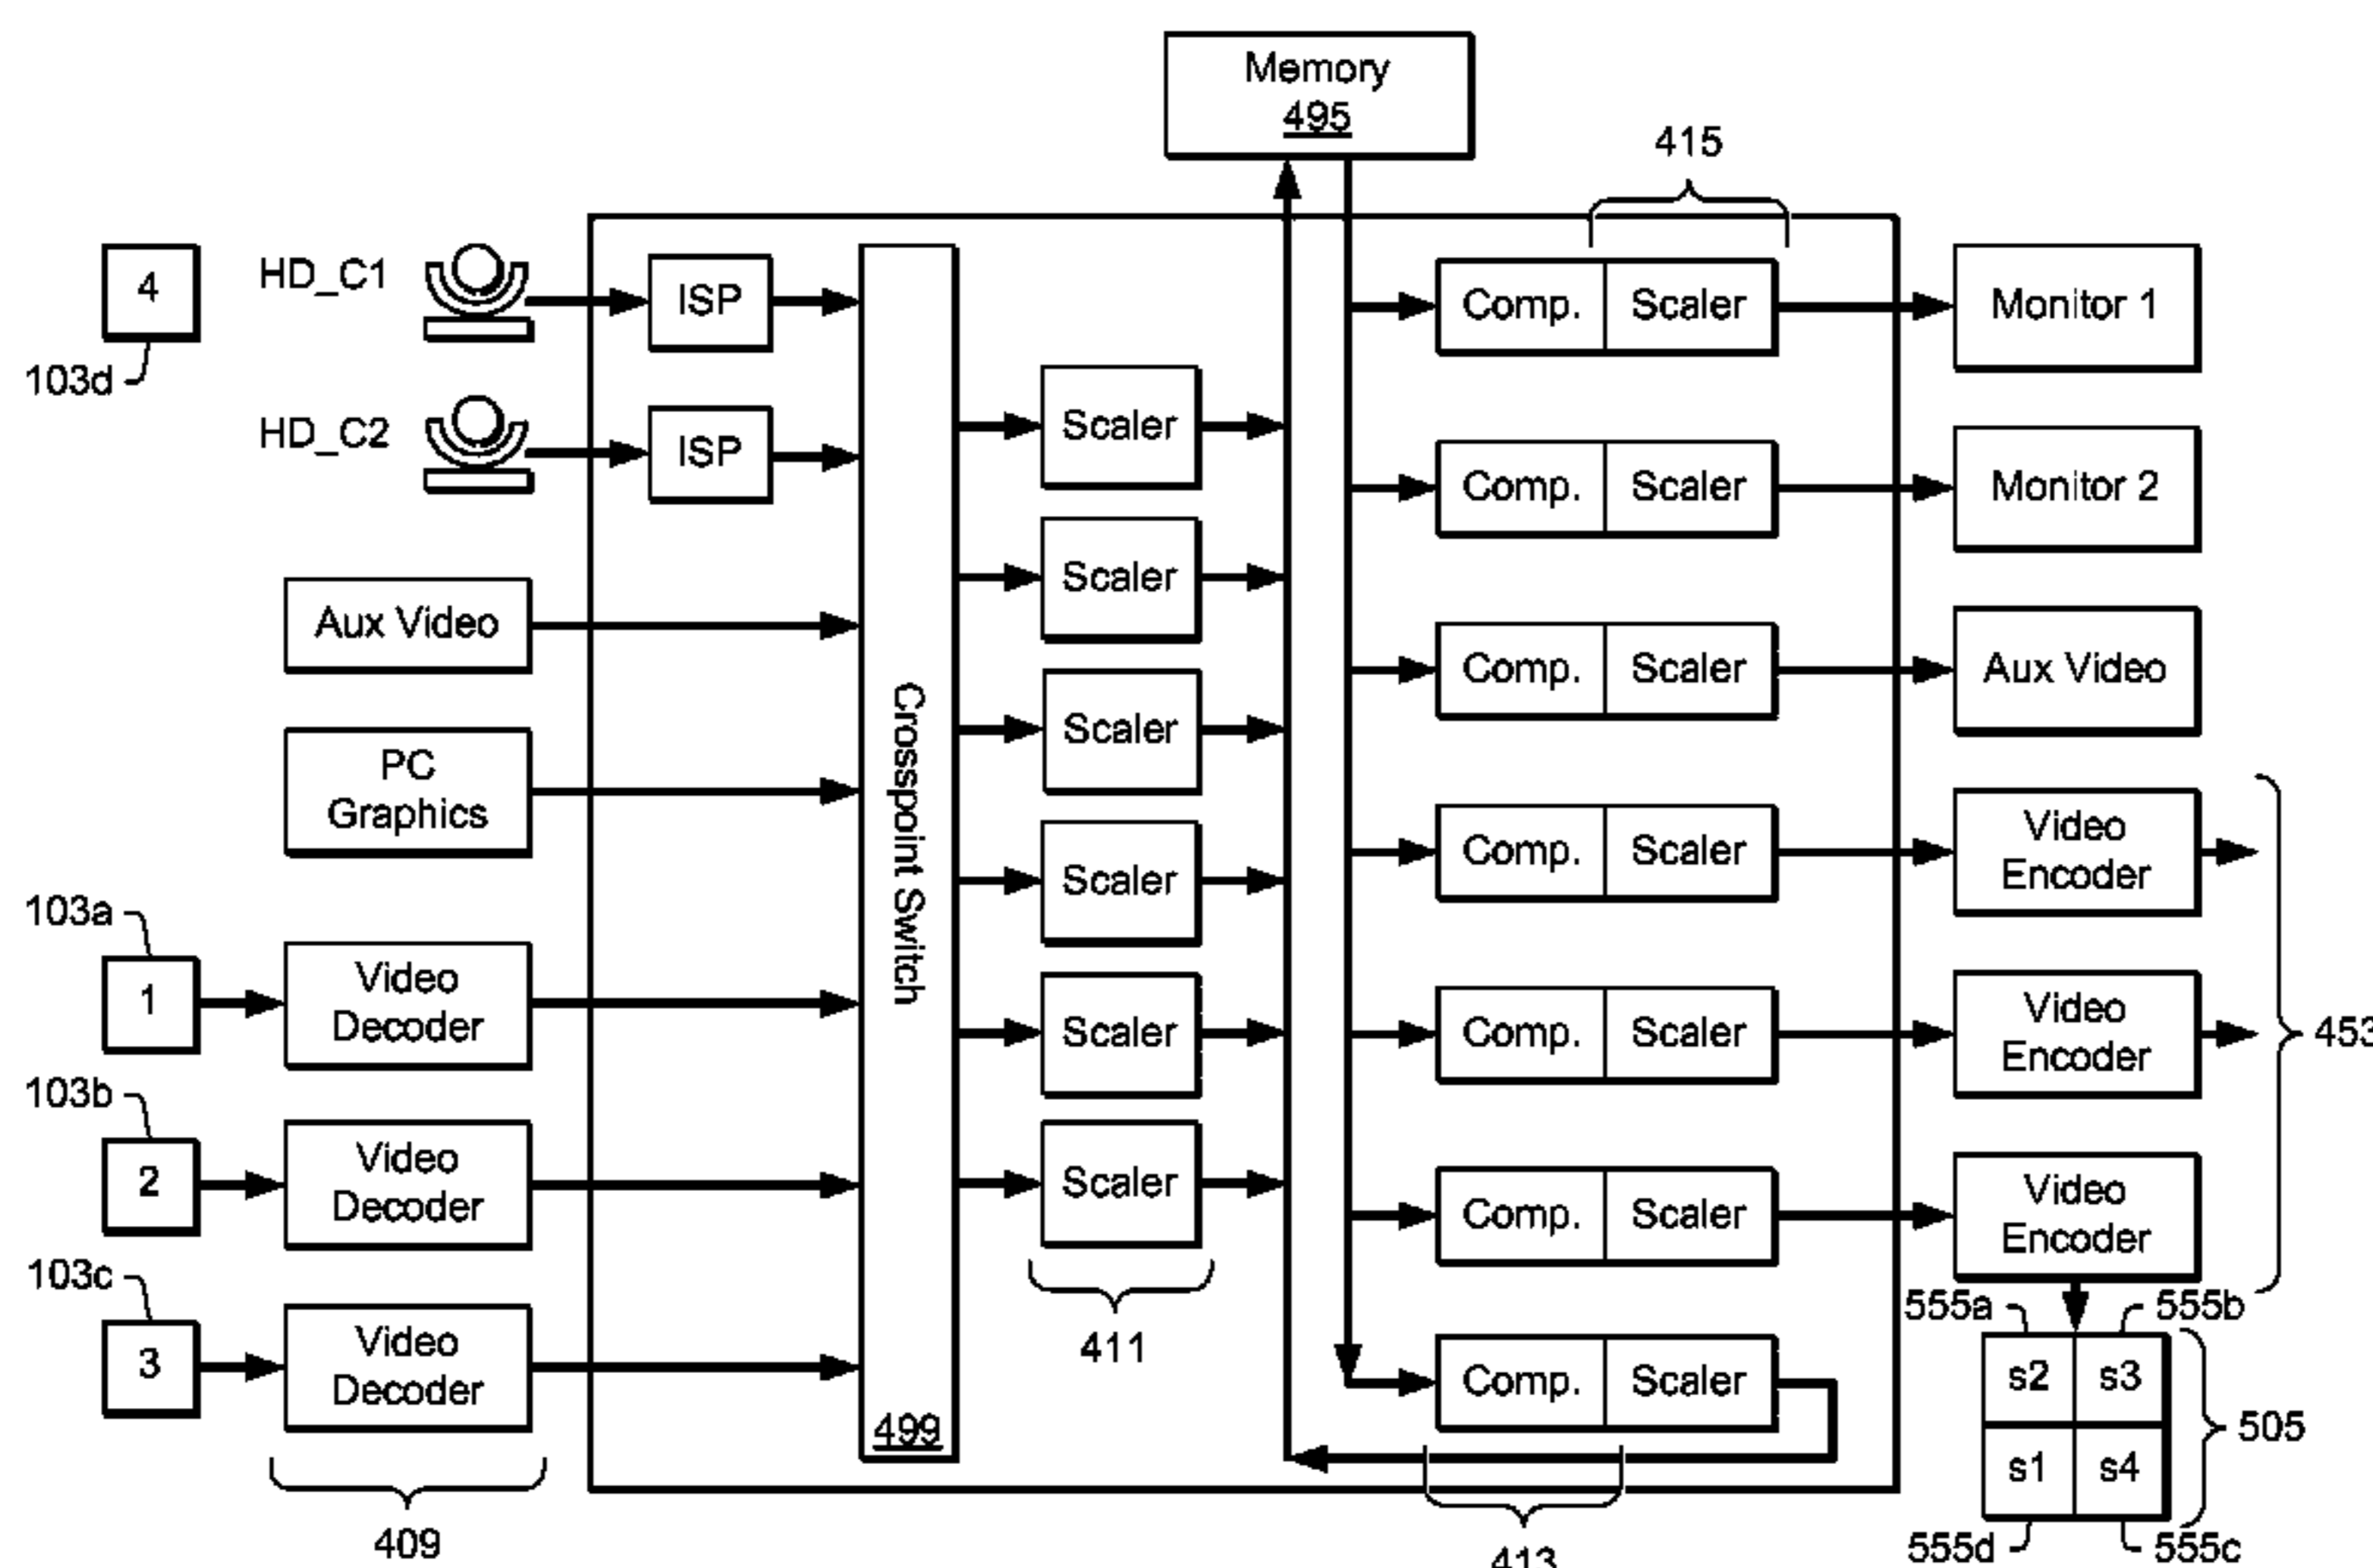 Memory
495
415
4
HD_C1
ISP
103d
HD_C2
ISP
Comp.
Scaler
Monitor 1
Scaler
Comp.
Scaler
Monitor 2
Aux Video
Scaler
Comp.
Scaler
Aux Video
PC
Graphics
Crosspoint Switch
Scaler
Scaler
Comp.
Scaler
Video
Encoder
103a
1
Video
Decoder
Scaler
Comp.
Scaler
Video
Encoder
453
103b
2
Video
Decoder
Scaler
Comp.
Scaler
Video
Encoder
103c
3
Video
Decoder
499
411
Comp.
Scaler
555a
555b
s2
s3
s1
s4
505
409
413
555d
555c